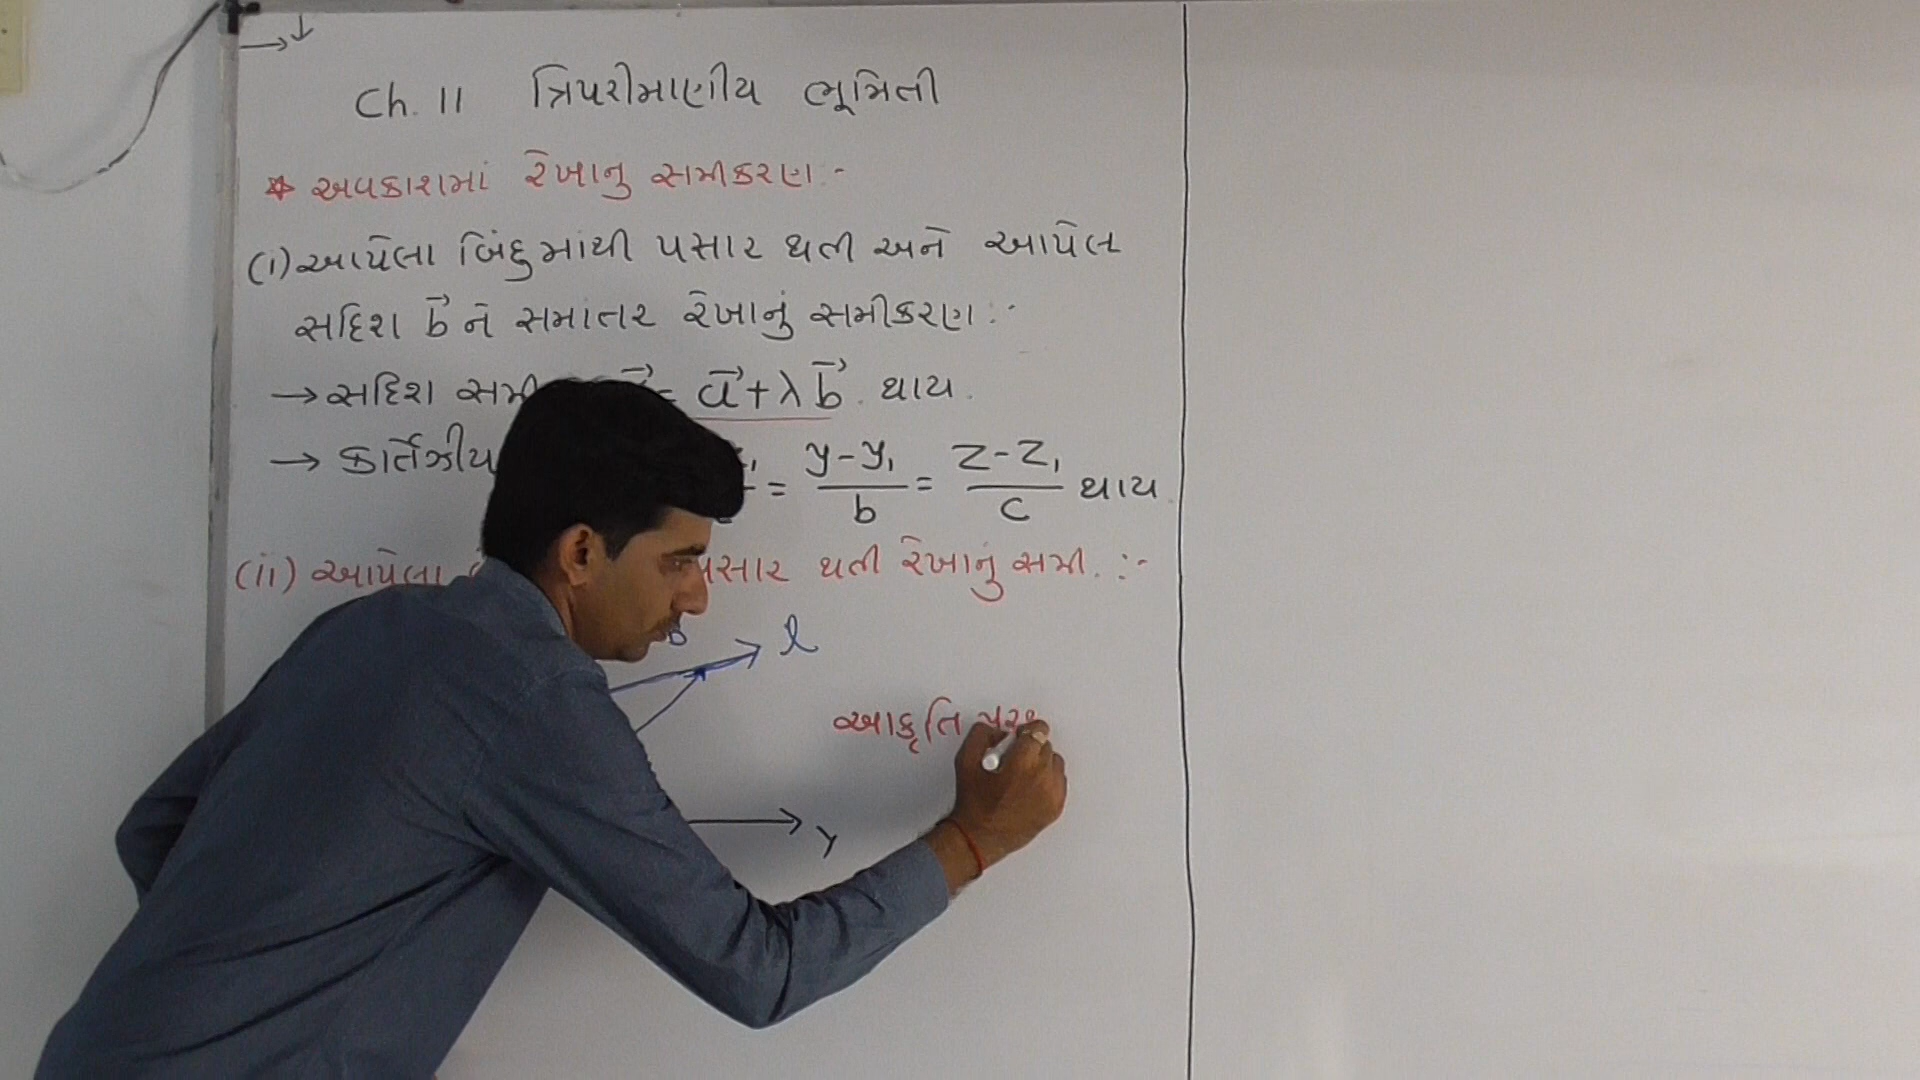 Ch. 11 ત્રિપરીમાણીય ભૂમિતી
* અવકાશમાં રેખાનુ સમીકરણ :-
(i) આપેલા બિંદુમાંથી પસાર થતી અને આપેલ
સદિશ b⃗ ને સમાંતર રેખાનું સમીકરણ :-
→ સદિશ સમી = a⃗ + λ b⃗ . થાય .
→ કાર્તેઝીય = y-y₁/b = z-z₁/c થાય
(ii) આપેલા પસાર થતી રેખાનું સમી. :-
l
આકૃતિ
y